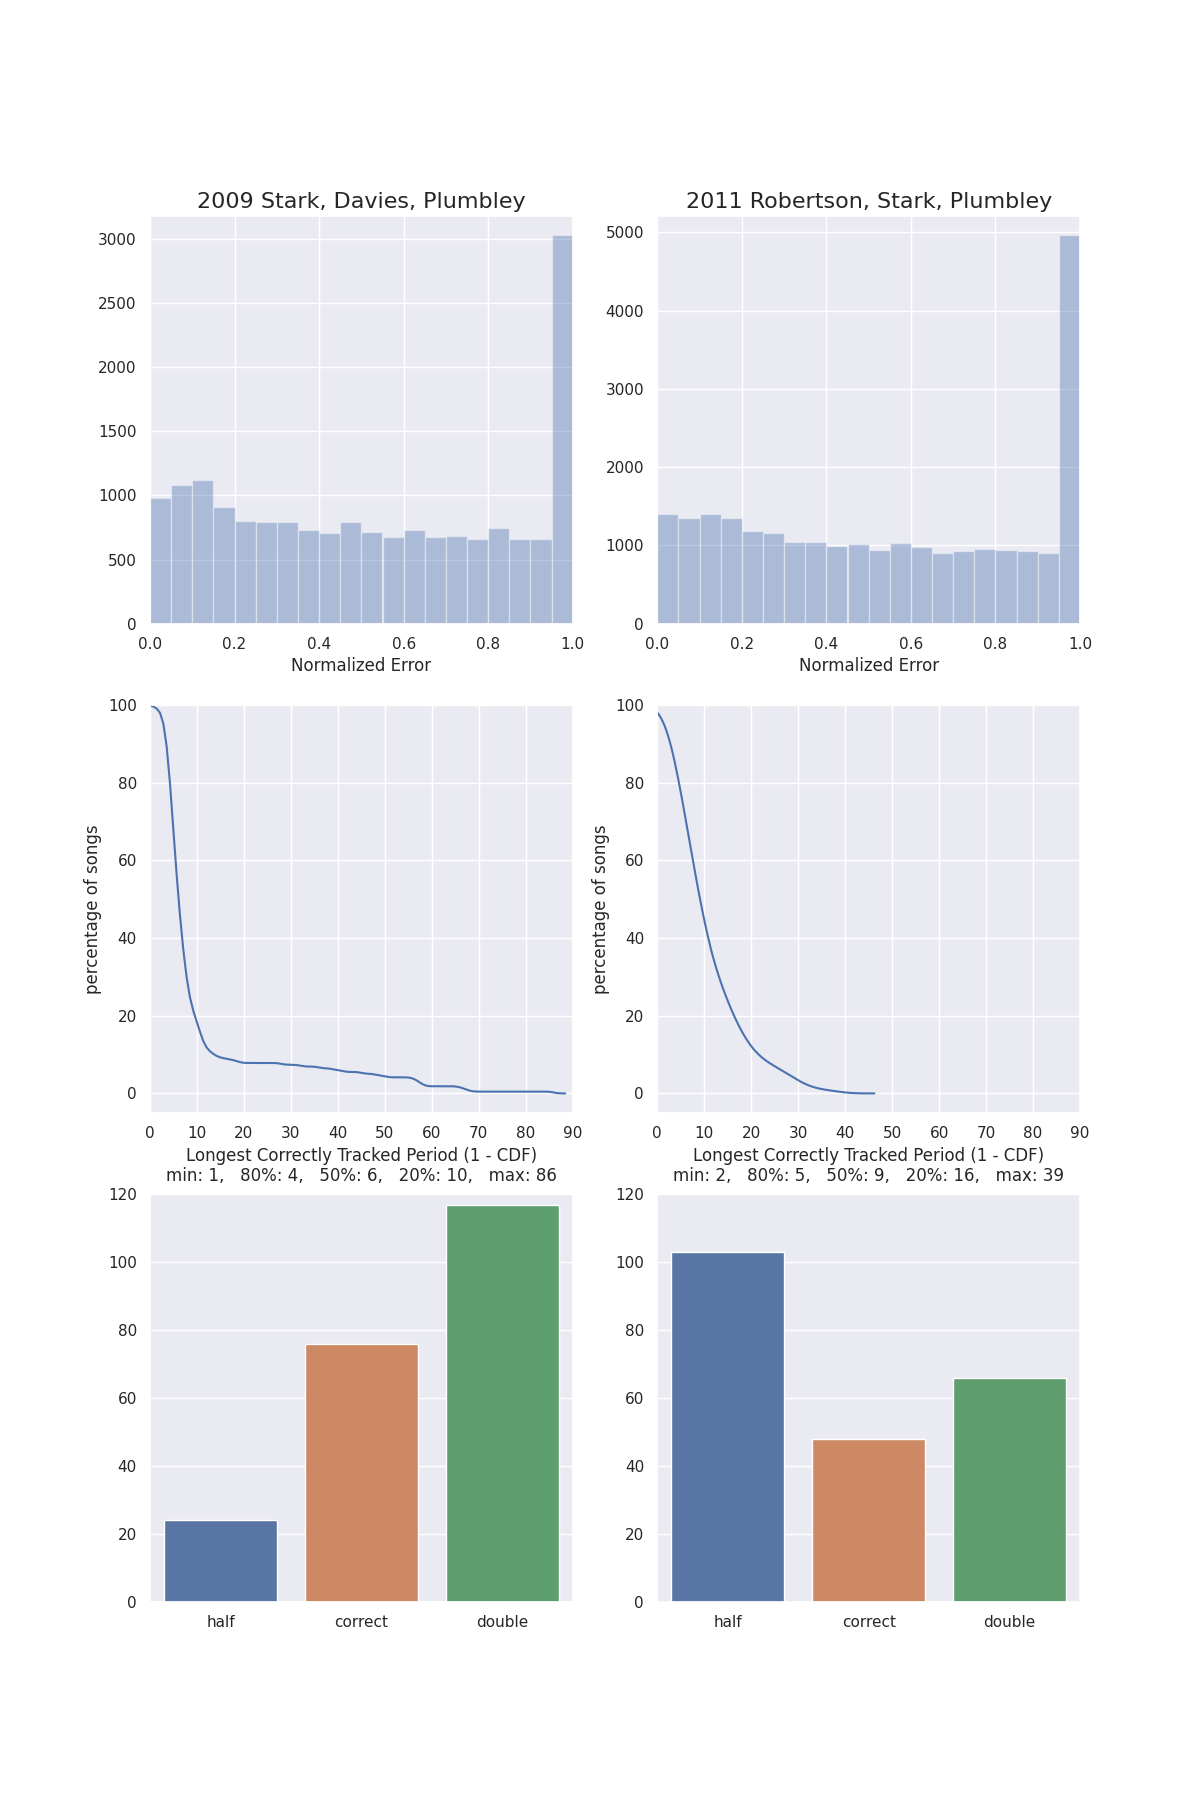 2009 Stark, Davies, Plumbley
3000
2500
2000
1500
1000
500
0
0.0 0.2 0.4 0.6 0.8 1.0
Normalized Error
2011 Robertson, Stark, Plumbley
5000
4000
3000
2000
1000
0
0.0 0.2 0.4 0.6 0.8 1.0
Normalized Error
percentage of songs
100
80
60
40
20
0
0 10 20 30 40 50 60 70 80 90
Longest Correctly Tracked Period (1 - CDF)
min: 1, 80%: 4, 50%: 6, 20%: 10, max: 86
percentage of songs
100
80
60
40
20
0
0 10 20 30 40 50 60 70 80 90
Longest Correctly Tracked Period (1 - CDF)
min: 2, 80%: 5, 50%: 9, 20%: 16, max: 39
120
100
80
60
40
20
0
half correct double
120
100
80
60
40
20
0
half correct double